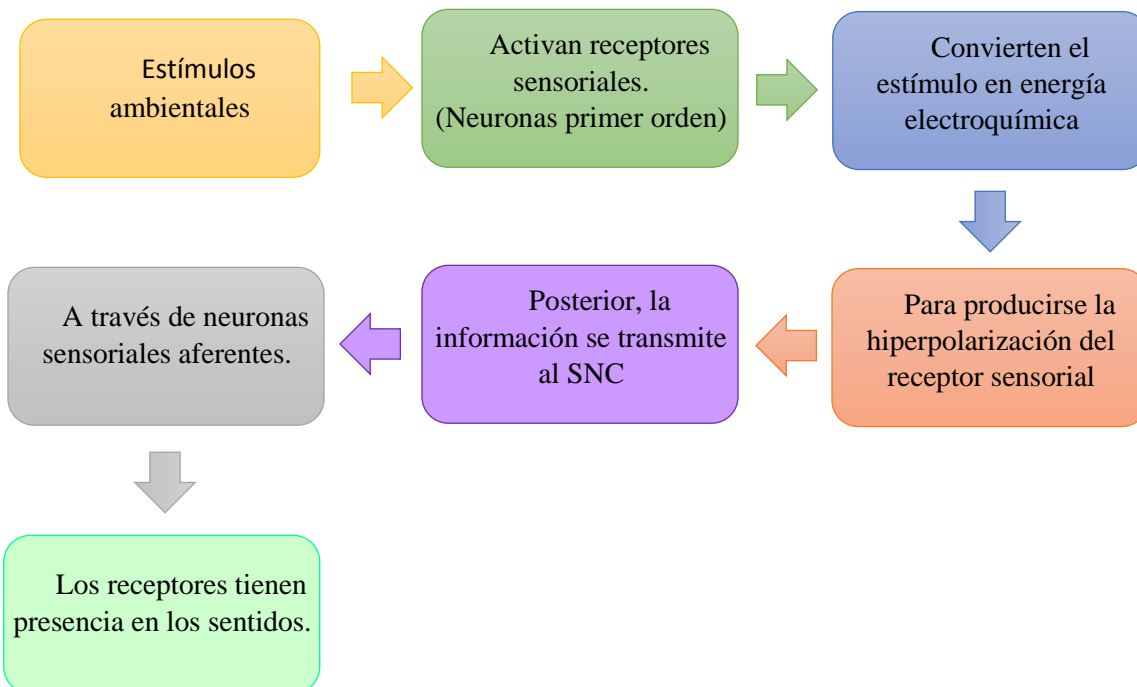 Estímulos
ambientales
Activan receptores
sensoriales.
(Neuronas primer orden)
Convierten el
estímulo en energía
electroquímica
Para producirse la
hiperpolarización del
receptor sensorial
Posterior, la
información se transmite
al SNC
A través de neuronas
sensoriales aferentes.
Los receptores tienen
presencia en los sentidos.